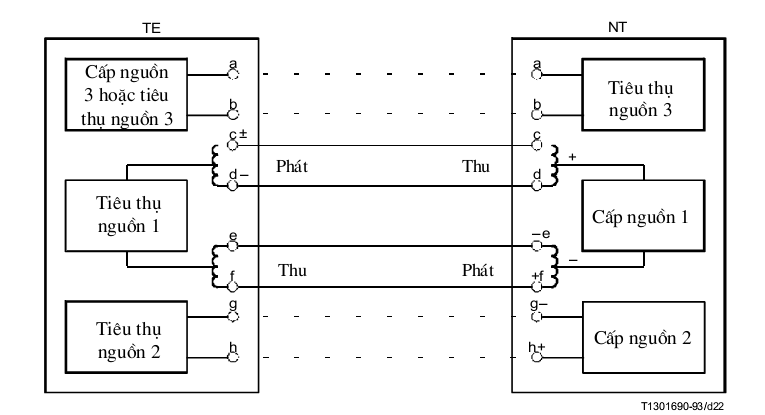 TE
NT
Cấp nguồn
3 hoặc tiêu
thụ nguồn 3
a
b
a
b
Tiêu thụ
nguồn 3
c ±
d –
Phát
Thu
c
d
+
Tiêu thụ
nguồn 1
Cấp nguồn 1
e
f
Thu
Phát
– e
+f
–
Tiêu thụ
nguồn 2
g
h
g –
h+
Cấp nguồn 2
T1301690-93/d22